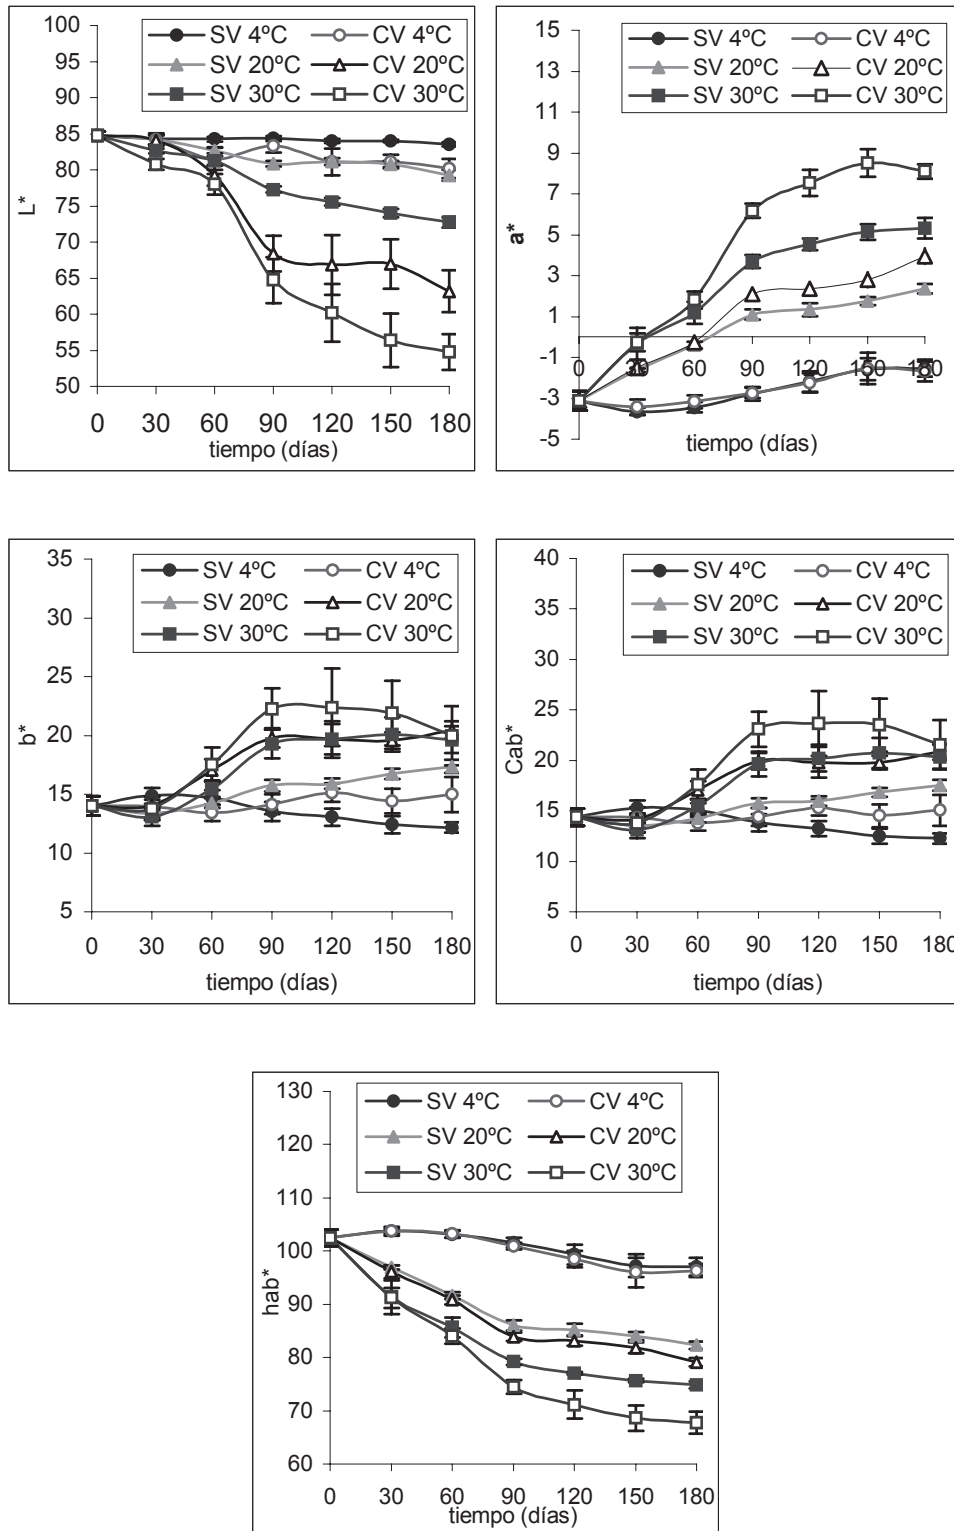 L*
100
95
90
85
80
75
70
65
60
55
50
SV 4ºC CV 4ºC
SV 20ºC CV 20ºC
SV 30ºC CV 30ºC
0 30 60 90 120 150 180
tiempo (días)
a*
15
13
11
9
7
5
3
1
-1
-3
-5
SV 4ºC CV 4ºC
SV 20ºC CV 20ºC
SV 30ºC CV 30ºC
0 30 60 90 120 150 180
tiempo (días)
b*
35
30
25
20
15
10
5
SV 4ºC CV 4ºC
SV 20ºC CV 20ºC
SV 30ºC CV 30ºC
0 30 60 90 120 150 180
tiempo (días)
Cab*
40
35
30
25
20
15
10
5
SV 4ºC CV 4ºC
SV 20ºC CV 20ºC
SV 30ºC CV 30ºC
0 30 60 90 120 150 180
tiempo (días)
hab*
130
120
110
100
90
80
70
60
SV 4ºC CV 4ºC
SV 20ºC CV 20ºC
SV 30ºC CV 30ºC
0 30 60 90 120 150 180
tiempo (días)